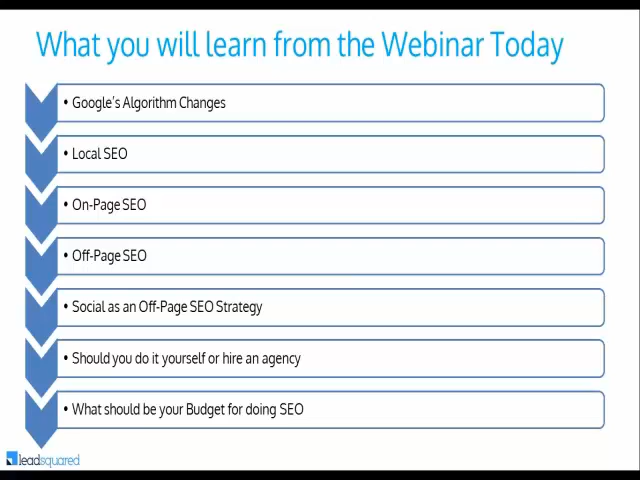 What you will learn from the Webinar Today
• Google's Algorithm Changes
• Local SEO
• On-Page SEO
• Off-Page SEO
• Social as an Off-Page SEO Strategy
• Should you do it yourself or hire an agency
• What should be your Budget for doing SEO
leadsquared